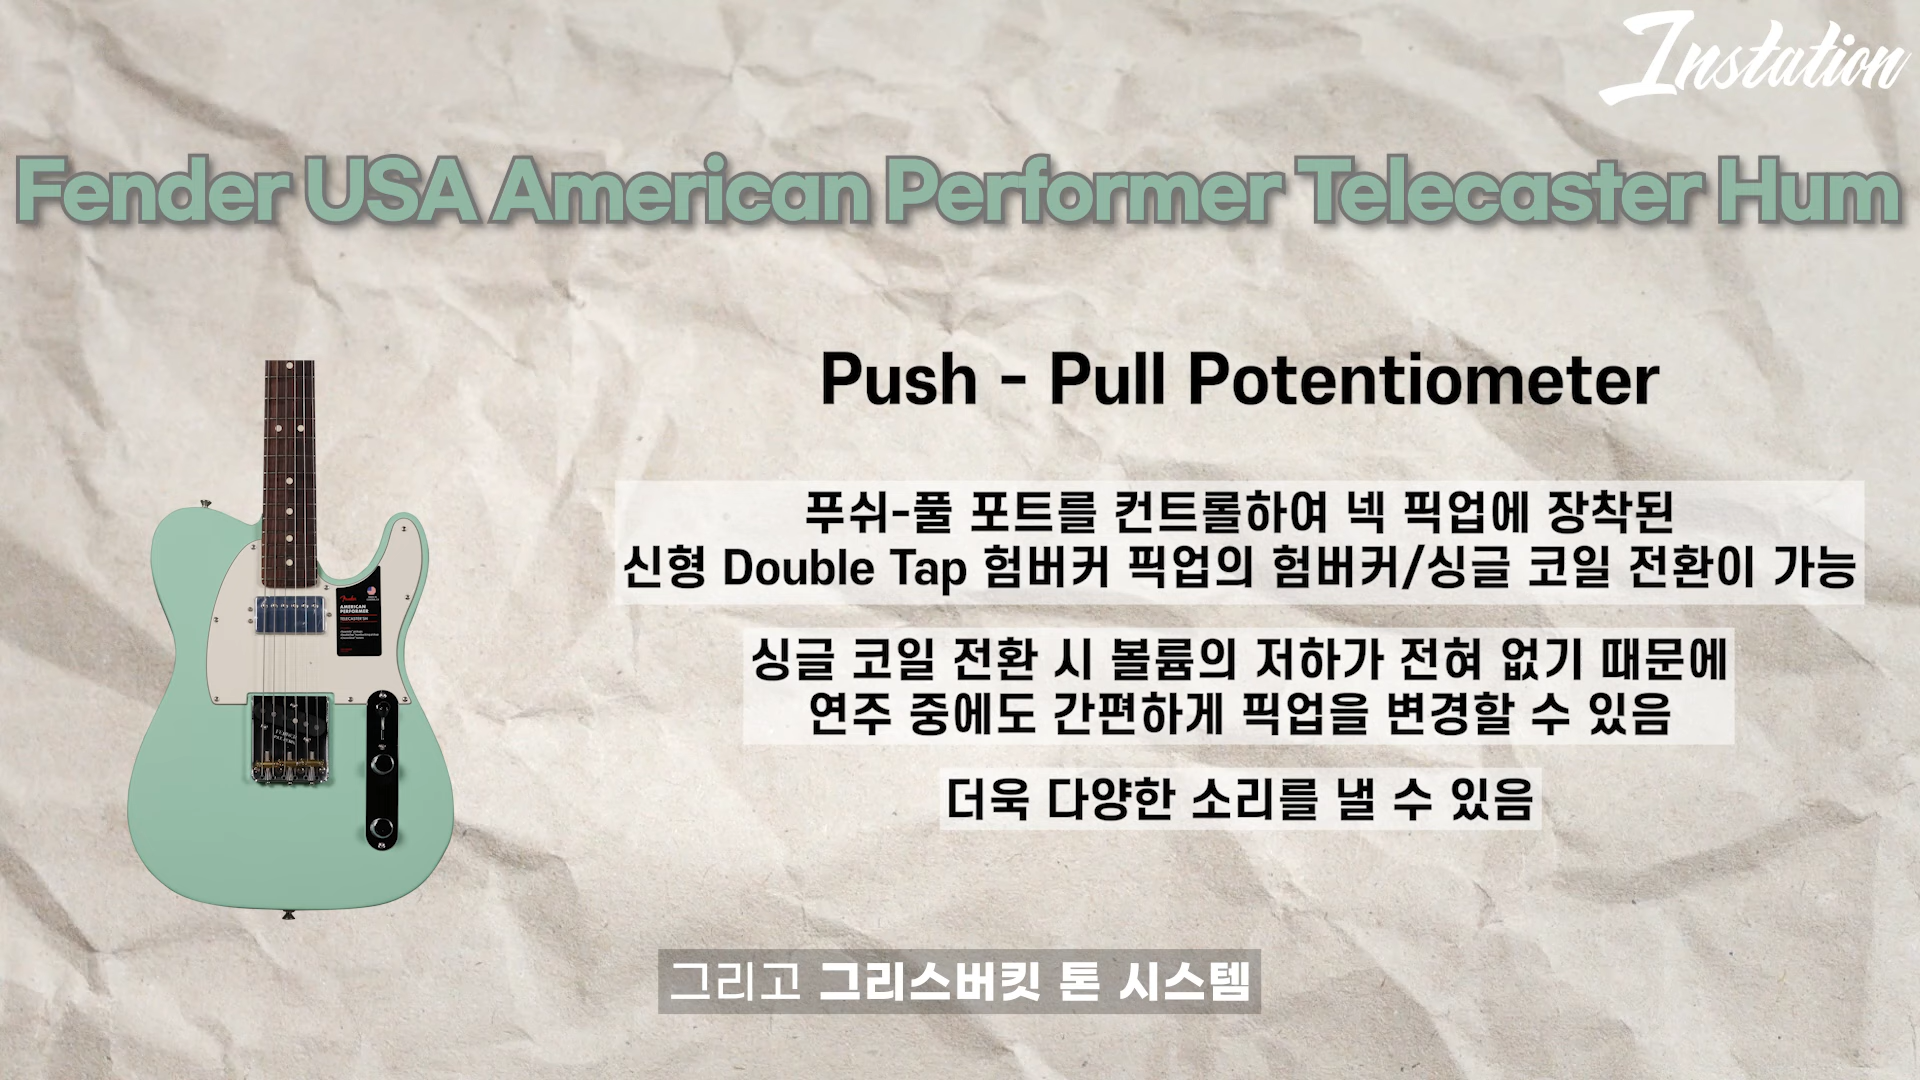 Instation
Fender USA American Performer Telecaster Hum
Push - Pull Potentiometer
푸쉬-풀 포트를 컨트롤하여 넥 픽업에 장착된
신형 Double Tap 험버커 픽업의 험버커/싱글 코일 전환이 가능
싱글 코일 전환 시 볼륨의 저하가 전혀 없기 때문에
연주 중에도 간편하게 픽업을 변경할 수 있음
더욱 다양한 소리를 낼 수 있음
Fender
AMERICAN
PERFORMER
그리고 그리스버킷 톤 시스템